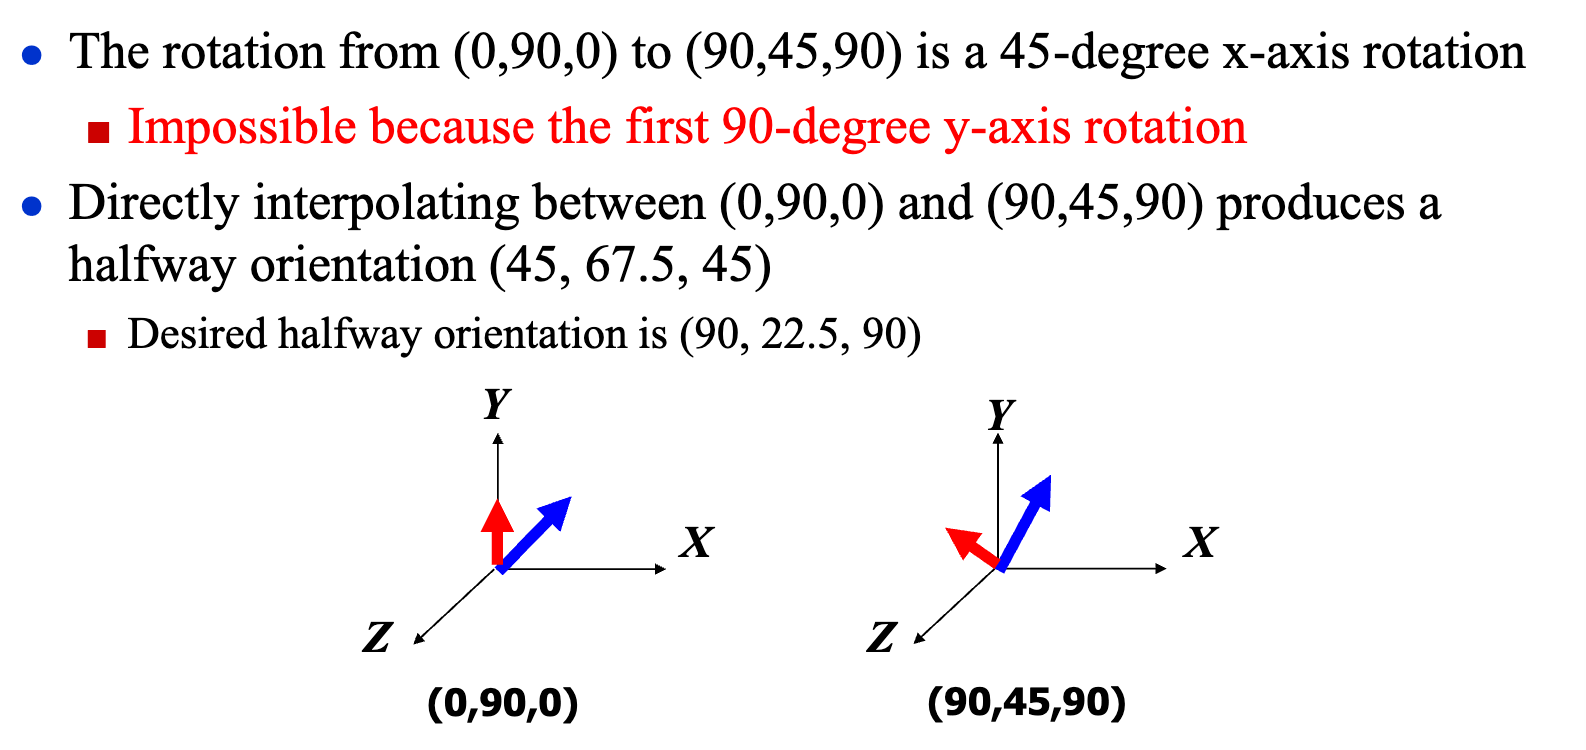 The rotation from (0,90,0) to (90,45,90) is a 45-degree x-axis rotation
Impossible because the first 90-degree y-axis rotation
Directly interpolating between (0,90,0) and (90,45,90) produces a
halfway orientation (45, 67.5, 45)
Desired halfway orientation is (90, 22.5, 90)
Y
X
Z
(0,90,0)
Y
X
Z
(90,45,90)